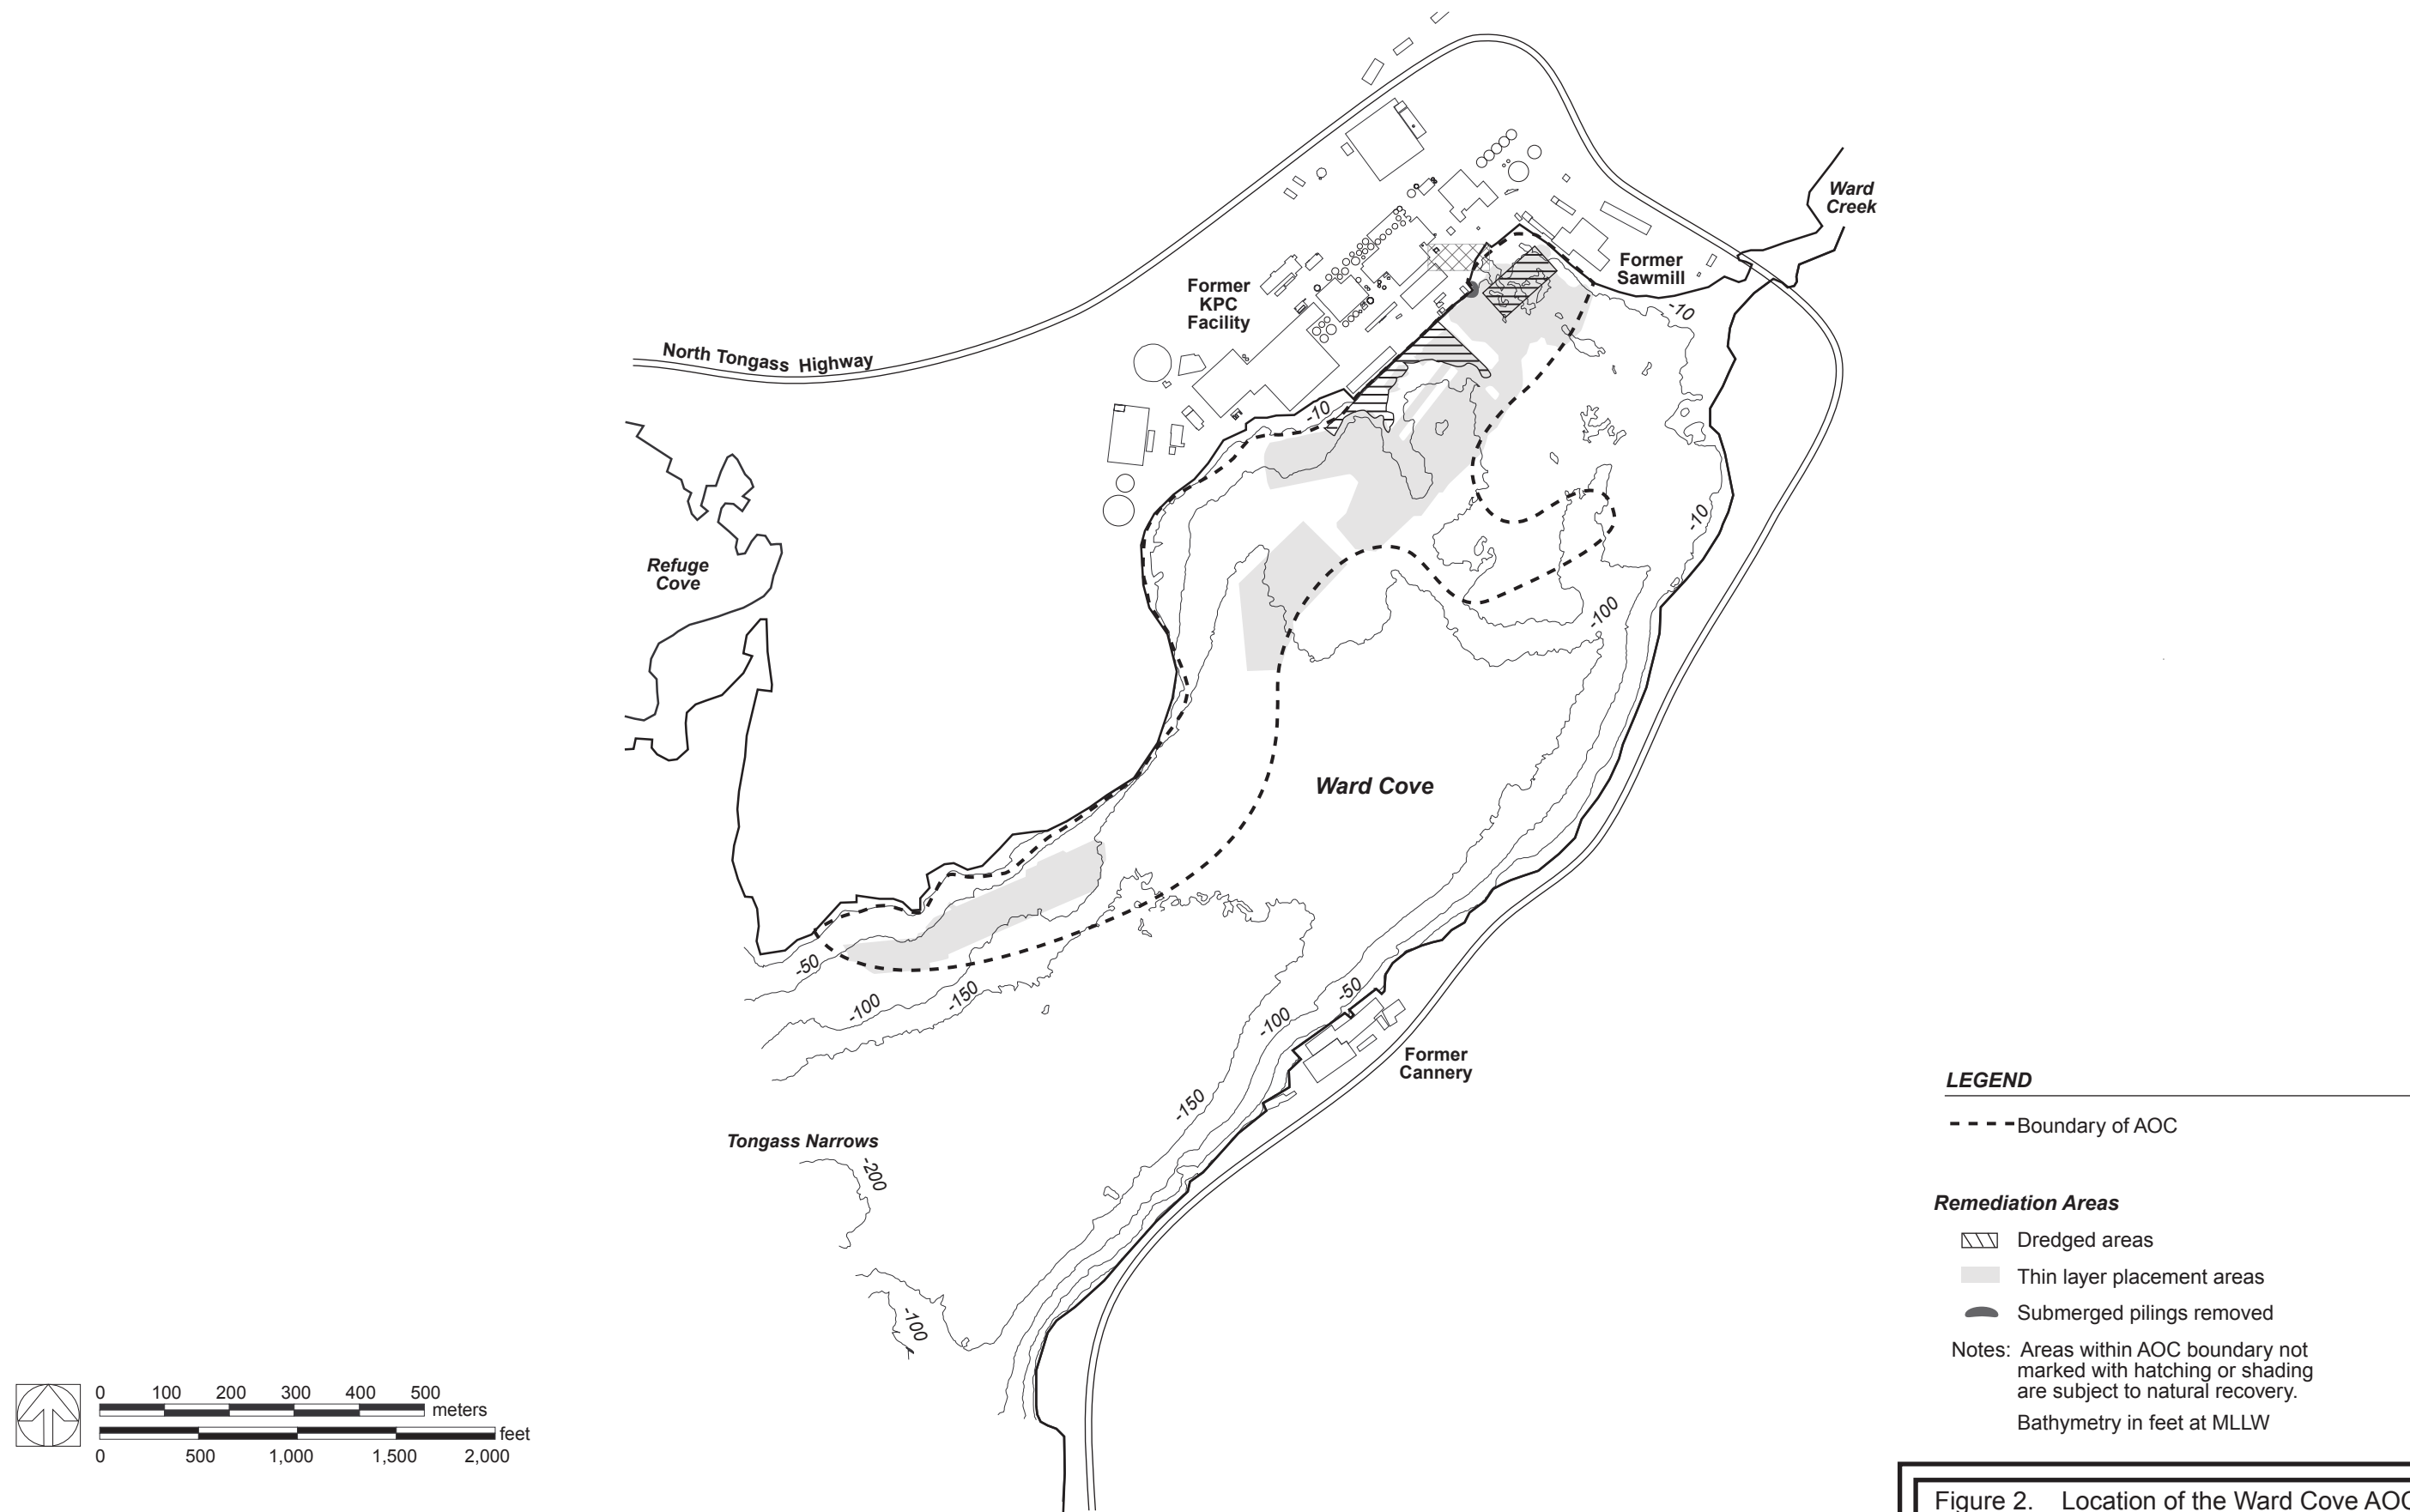 Ward
Creek
Former
Sawmill
Former
KPC
Facility
North Tongass Highway
-10
-10
-10
Refuge
Cove
-100
Ward Cove
-50
-100
-150
-50
-100
-150
Former
Cannery
Tongass Narrows
-200
-100
LEGEND
Boundary of AOC
Remediation Areas
Dredged areas
Thin layer placement areas
Submerged pilings removed
Notes: Areas within AOC boundary not
marked with hatching or shading
are subject to natural recovery.
Bathymetry in feet at MLLW
0 100 200 300 400 500
meters
feet
0 500 1,000 1,500 2,000
Figure 2. Location of the Ward Cove AOC